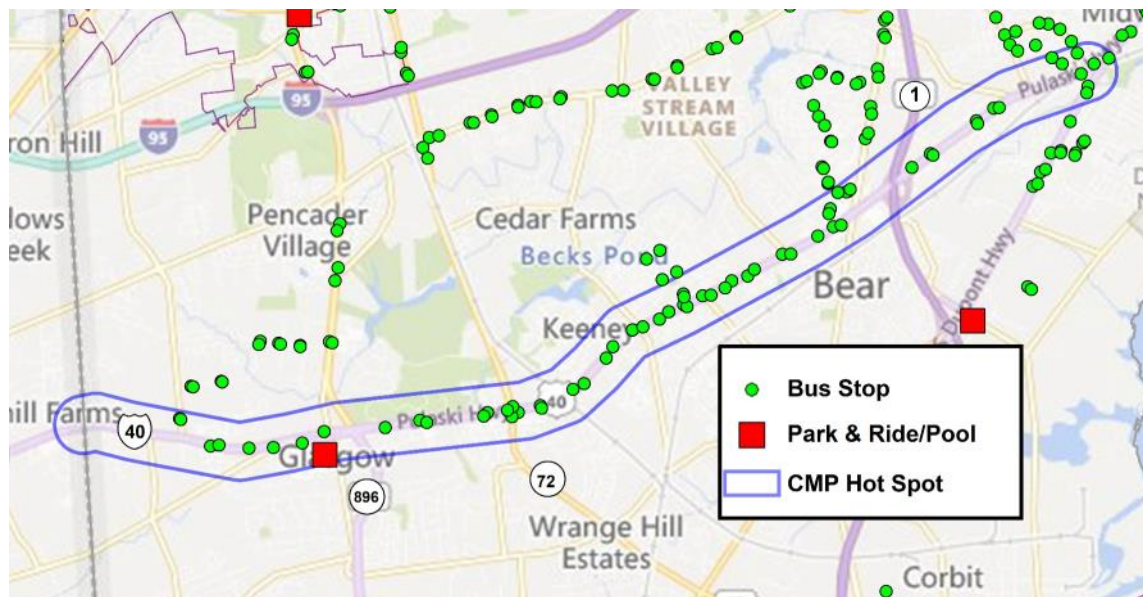 Midw
Pulaski Hwy
1
VALLEY
STREAM
VILLAGE
95
95
ron Hill
lows
eek
Pencader
Village
Cedar Farms
Becks Pond
Bear
S Dupont Hwy
Keeney
hill Farms
40
Pulaski Hwy
40
Glasgow
896
72
Wrange Hill
Estates
Corbit
Bus Stop
Park & Ride/Pool
CMP Hot Spot